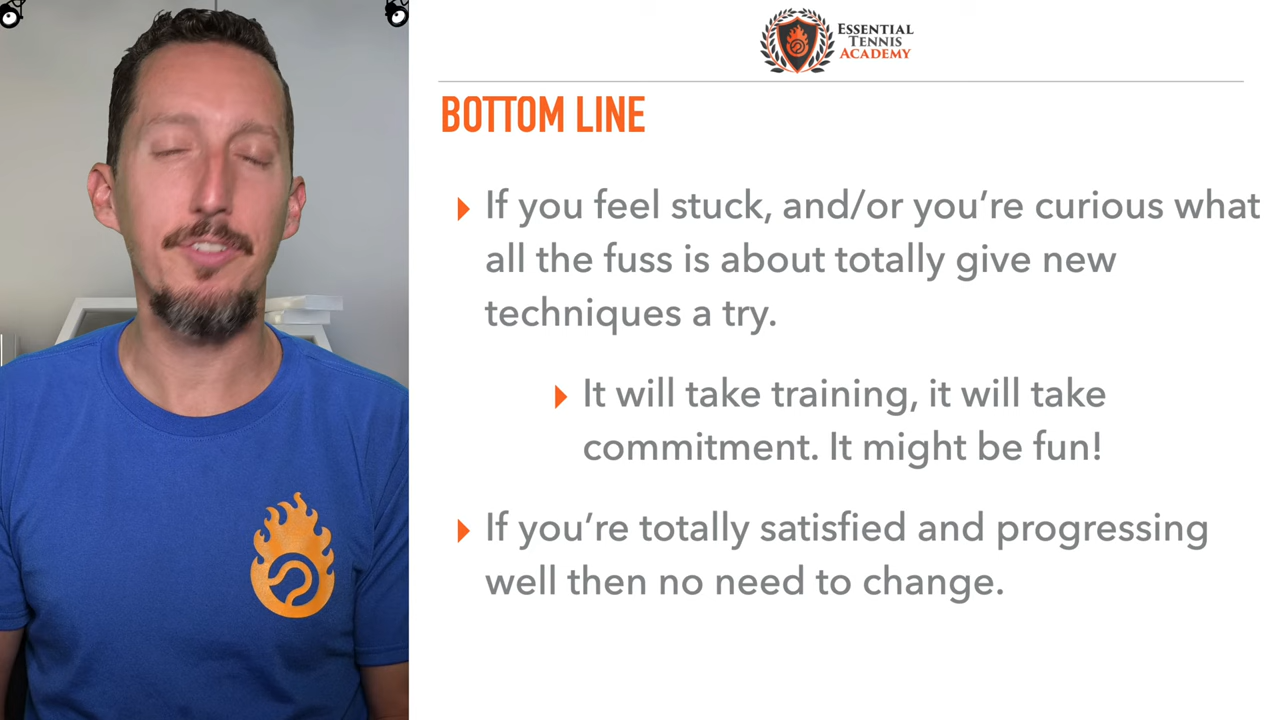 ESSENTIAL
TENNIS
ACADEMY
BOTTOM LINE
If you feel stuck, and/or you’re curious what
all the fuss is about totally give new
techniques a try.
It will take training, it will take
commitment. It might be fun!
If you’re totally satisfied and progressing
well then no need to change.